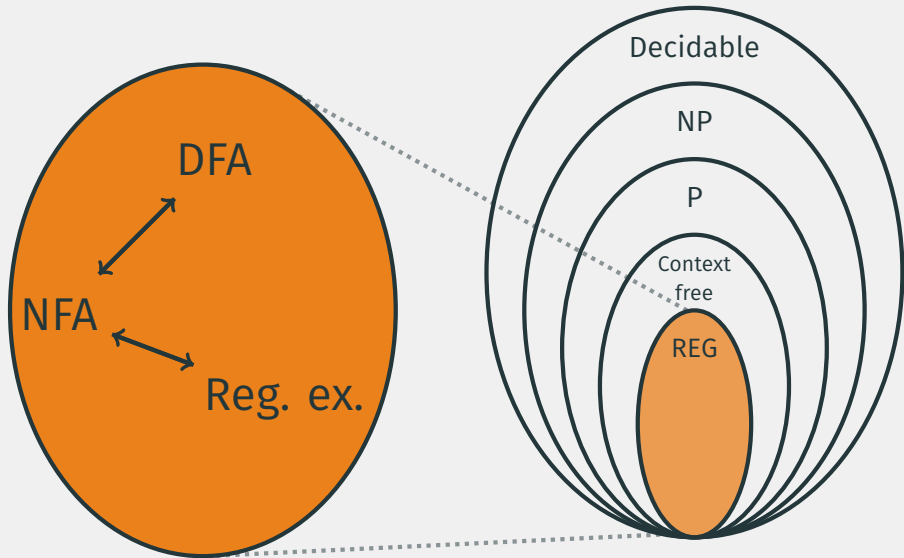 DFA
NFA
Reg. ex.
Decidable
NP
P
Context
free
REG